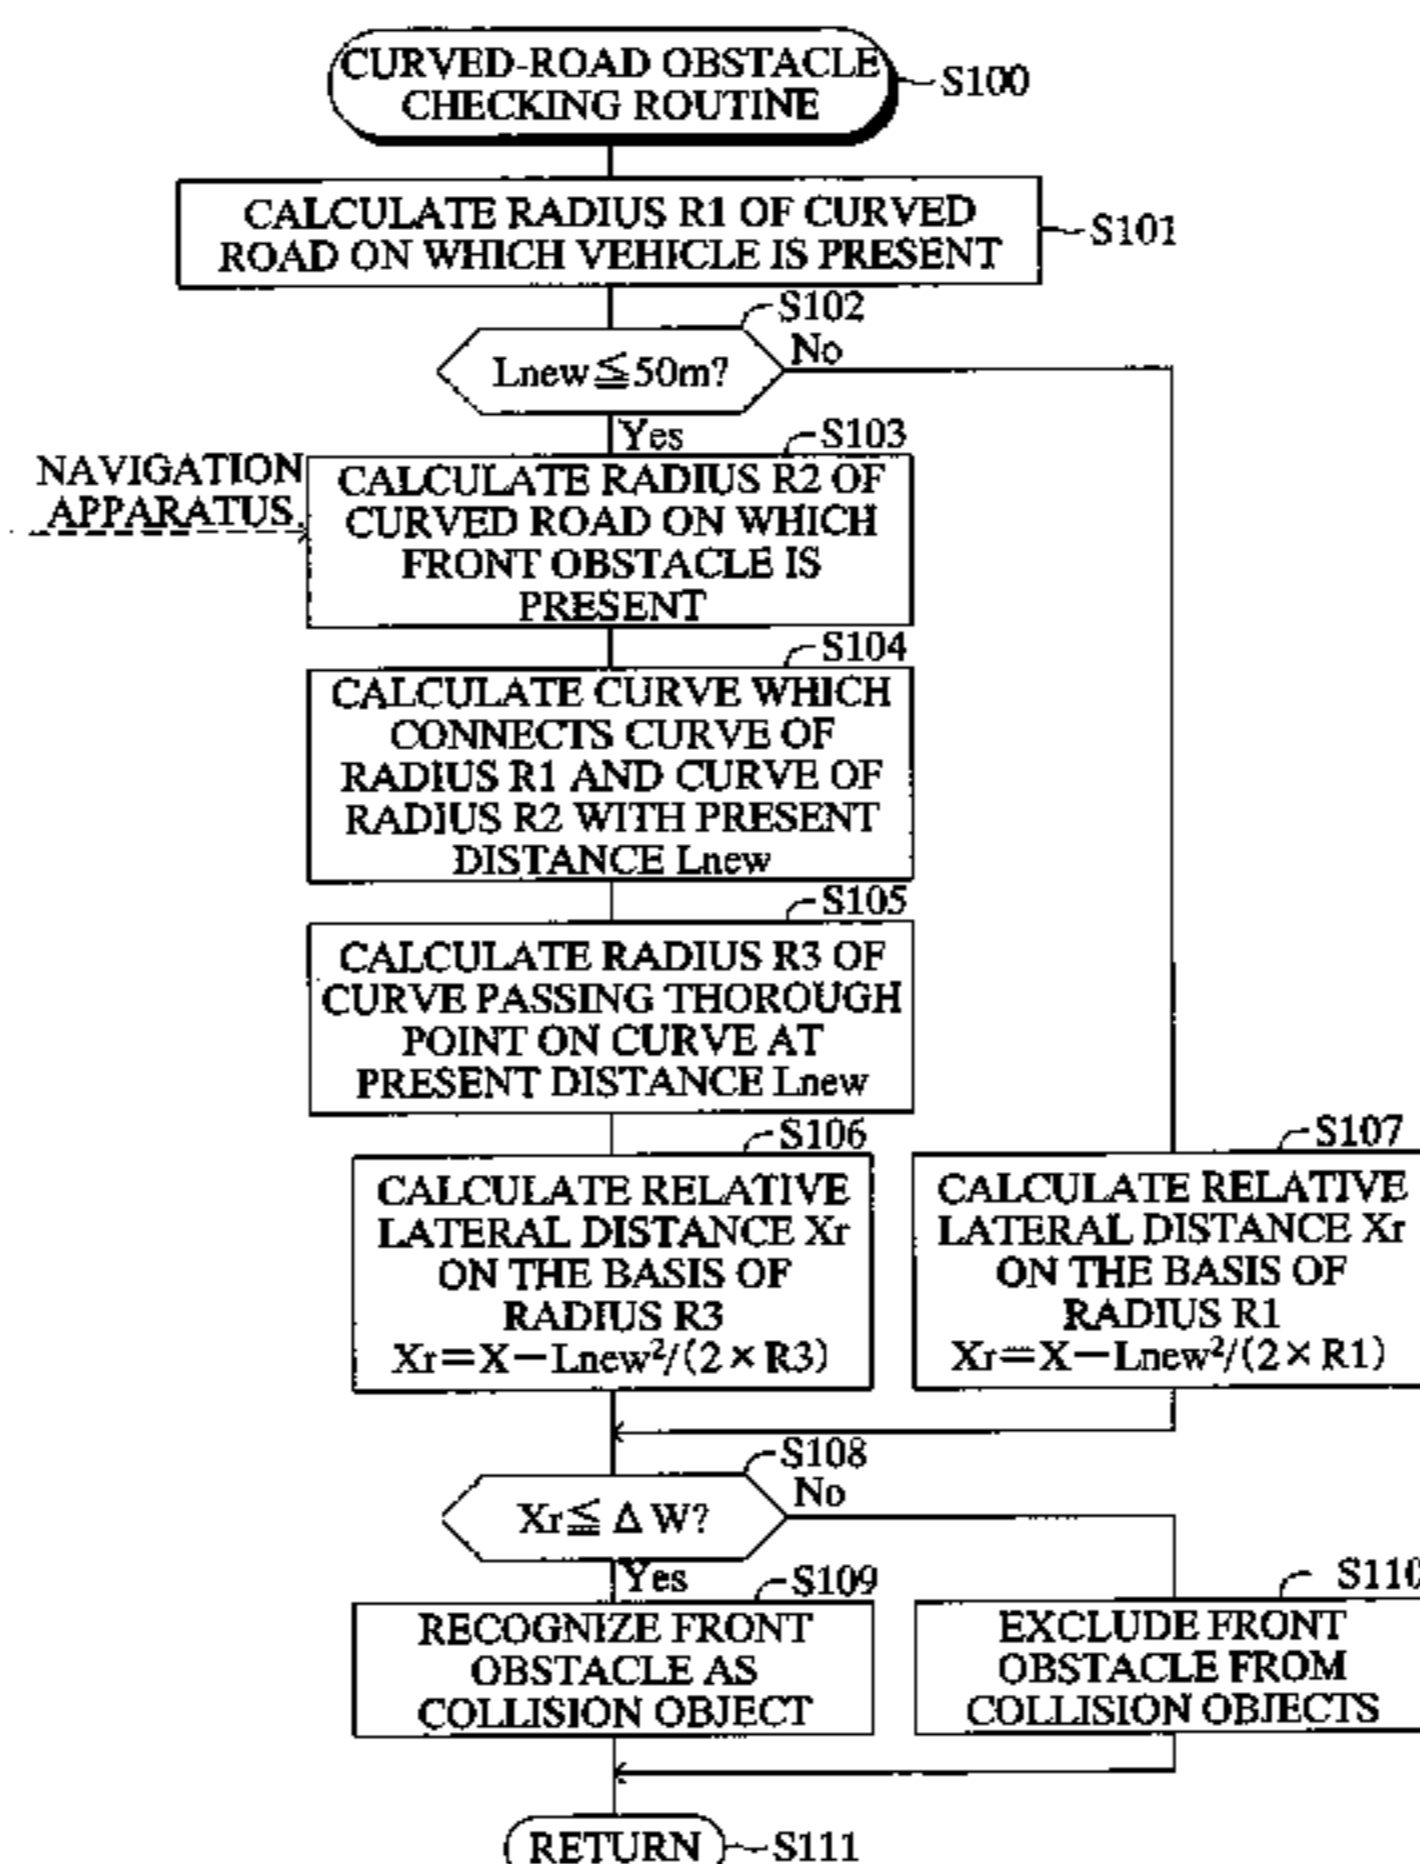 CURVED-ROAD OBSTACLE
CHECKING ROUTINE
S100
CALCULATE RADIUS R1 OF CURVED
ROAD ON WHICH VEHICLE IS PRESENT
S101
S102
Lnew≦50m?
No
Yes
S103
NAVIGATION
APPARATUS
CALCULATE RADIUS R2 OF
CURVED ROAD ON WHICH
FRONT OBSTACLE IS
PRESENT
S104
CALCULATE CURVE WHICH
CONNECTS CURVE OF
RADIUS R1 AND CURVE OF
RADIUS R2 WITH PRESENT
DISTANCE Lnew
S105
CALCULATE RADIUS R3 OF
CURVE PASSING THOROUGH
POINT ON CURVE AT
PRESENT DISTANCE Lnew
S106
CALCULATE RELATIVE
LATERAL DISTANCE Xr
ON THE BASIS OF
RADIUS R3
Xr=X−Lnew²/(2×R3)
S107
CALCULATE RELATIVE
LATERAL DISTANCE Xr
ON THE BASIS OF
RADIUS R1
Xr=X−Lnew²/(2×R1)
S108
Xr≦ΔW?
No
Yes
S109
RECOGNIZE FRONT
OBSTACLE AS
COLLISION OBJECT
S110
EXCLUDE FRONT
OBSTACLE FROM
COLLISION OBJECTS
RETURN
S111